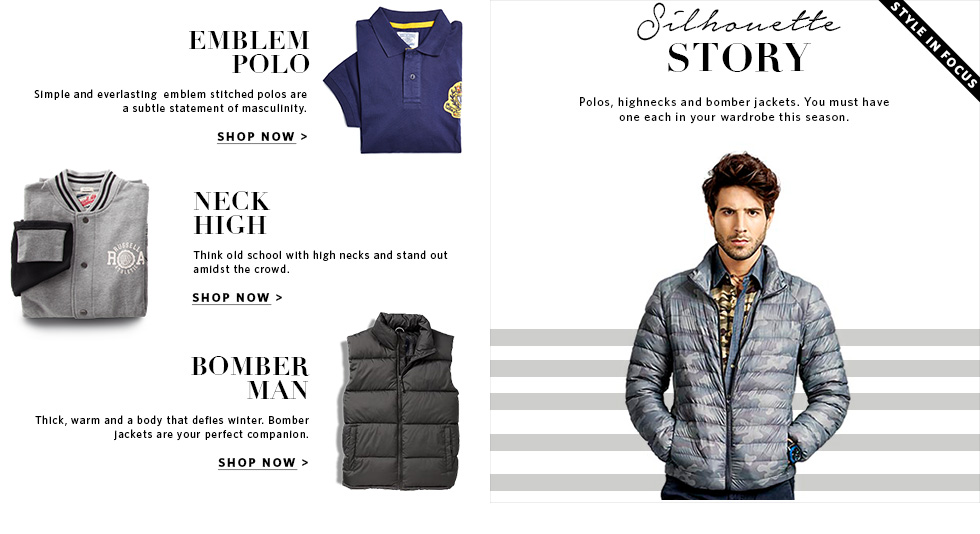 EMBLEM
POLO
Simple and everlasting emblem stitched polos are
a subtle statement of masculinity.
SHOP NOW >
NECK
HIGH
Think old school with high necks and stand out
amidst the crowd.
SHOP NOW >
BOMBER
MAN
Thick, warm and a body that defies winter. Bomber
jackets are your perfect companion.
SHOP NOW >
Silhouette
STORY
STYLE IN FOCUS
Polos, highnecks and bomber jackets. You must have
one each in your wardrobe this season.
RUSSELL